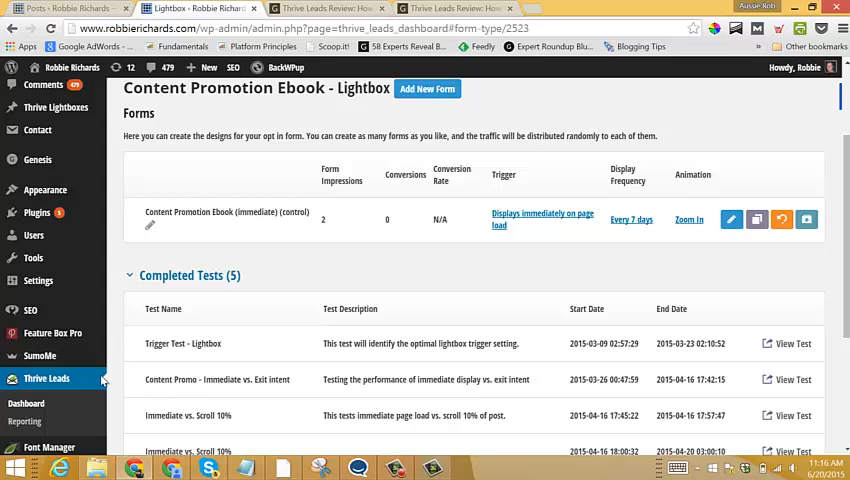 Aussie Rob
Posts ‹ Robbie Richards —
Lightbox ‹ Robbie Richards
Thrive Leads Review: How
Thrive Leads Review: How
www.robbierichards.com/wp-admin/admin.php?page=thrive_leads_dashboard#form-type/2523
Apps
Google AdWords -
Fundamentals
Platform Principles
Scoop.it!
58 Experts Reveal B...
Feedly
Expert Roundup Blu...
Blogging Tips
Other bookmarks
Robbie Richards
12
479
+ New
SEO
BackWPup
Howdy, Robbie
Comments 479
Thrive Lightboxes
Contact
Genesis
Appearance
Plugins 5
Users
Tools
Settings
SEO
Feature Box Pro
SumoMe
Thrive Leads
Dashboard
Reporting
Font Manager
Content Promotion Ebook - Lightbox
Add New Form
Forms
Here you can create the designs for your opt in form. You can create as many forms as you like, and the traffic will be distributed randomly to each of them.
Form Impressions
Conversions
Conversion Rate
Trigger
Display Frequency
Animation
Content Promotion Ebook (immediate) (control)
2
0
N/A
Displays immediately on page load
Every 7 days
Zoom In
Completed Tests (5)
Test Name
Test Description
Start Date
End Date
Trigger Test - Lightbox
This test will identify the optimal lightbox trigger setting.
2015-03-09 02:57:29
2015-03-23 02:10:52
View Test
Content Promo - Immediate vs. Exit intent
Testing the performance of immediate display vs. exit intent
2015-03-26 00:47:59
2015-04-16 17:42:15
View Test
Immediate vs. Scroll 10%
This tests immediate page load vs. scroll 10% of post.
2015-04-16 17:45:22
2015-04-16 17:57:47
View Test
Immediate vs. Scroll 10%
2015-04-16 18:00:32
2015-04-20 03:00:10
View Test
11:16 AM
6/20/2015